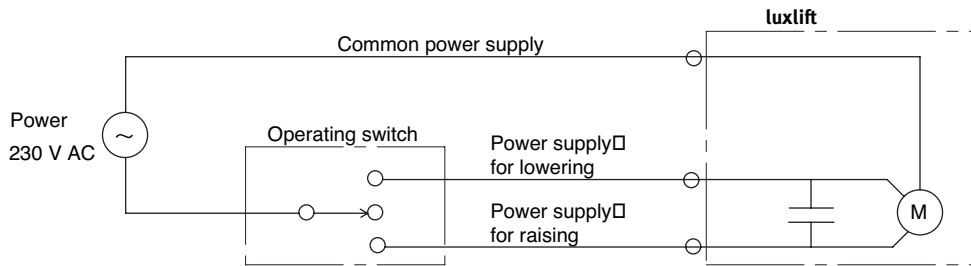 luxlift
Common power supply
Power
230 V AC
~
Operating switch
Power supply□
for lowering
Power supply□
for raising
M